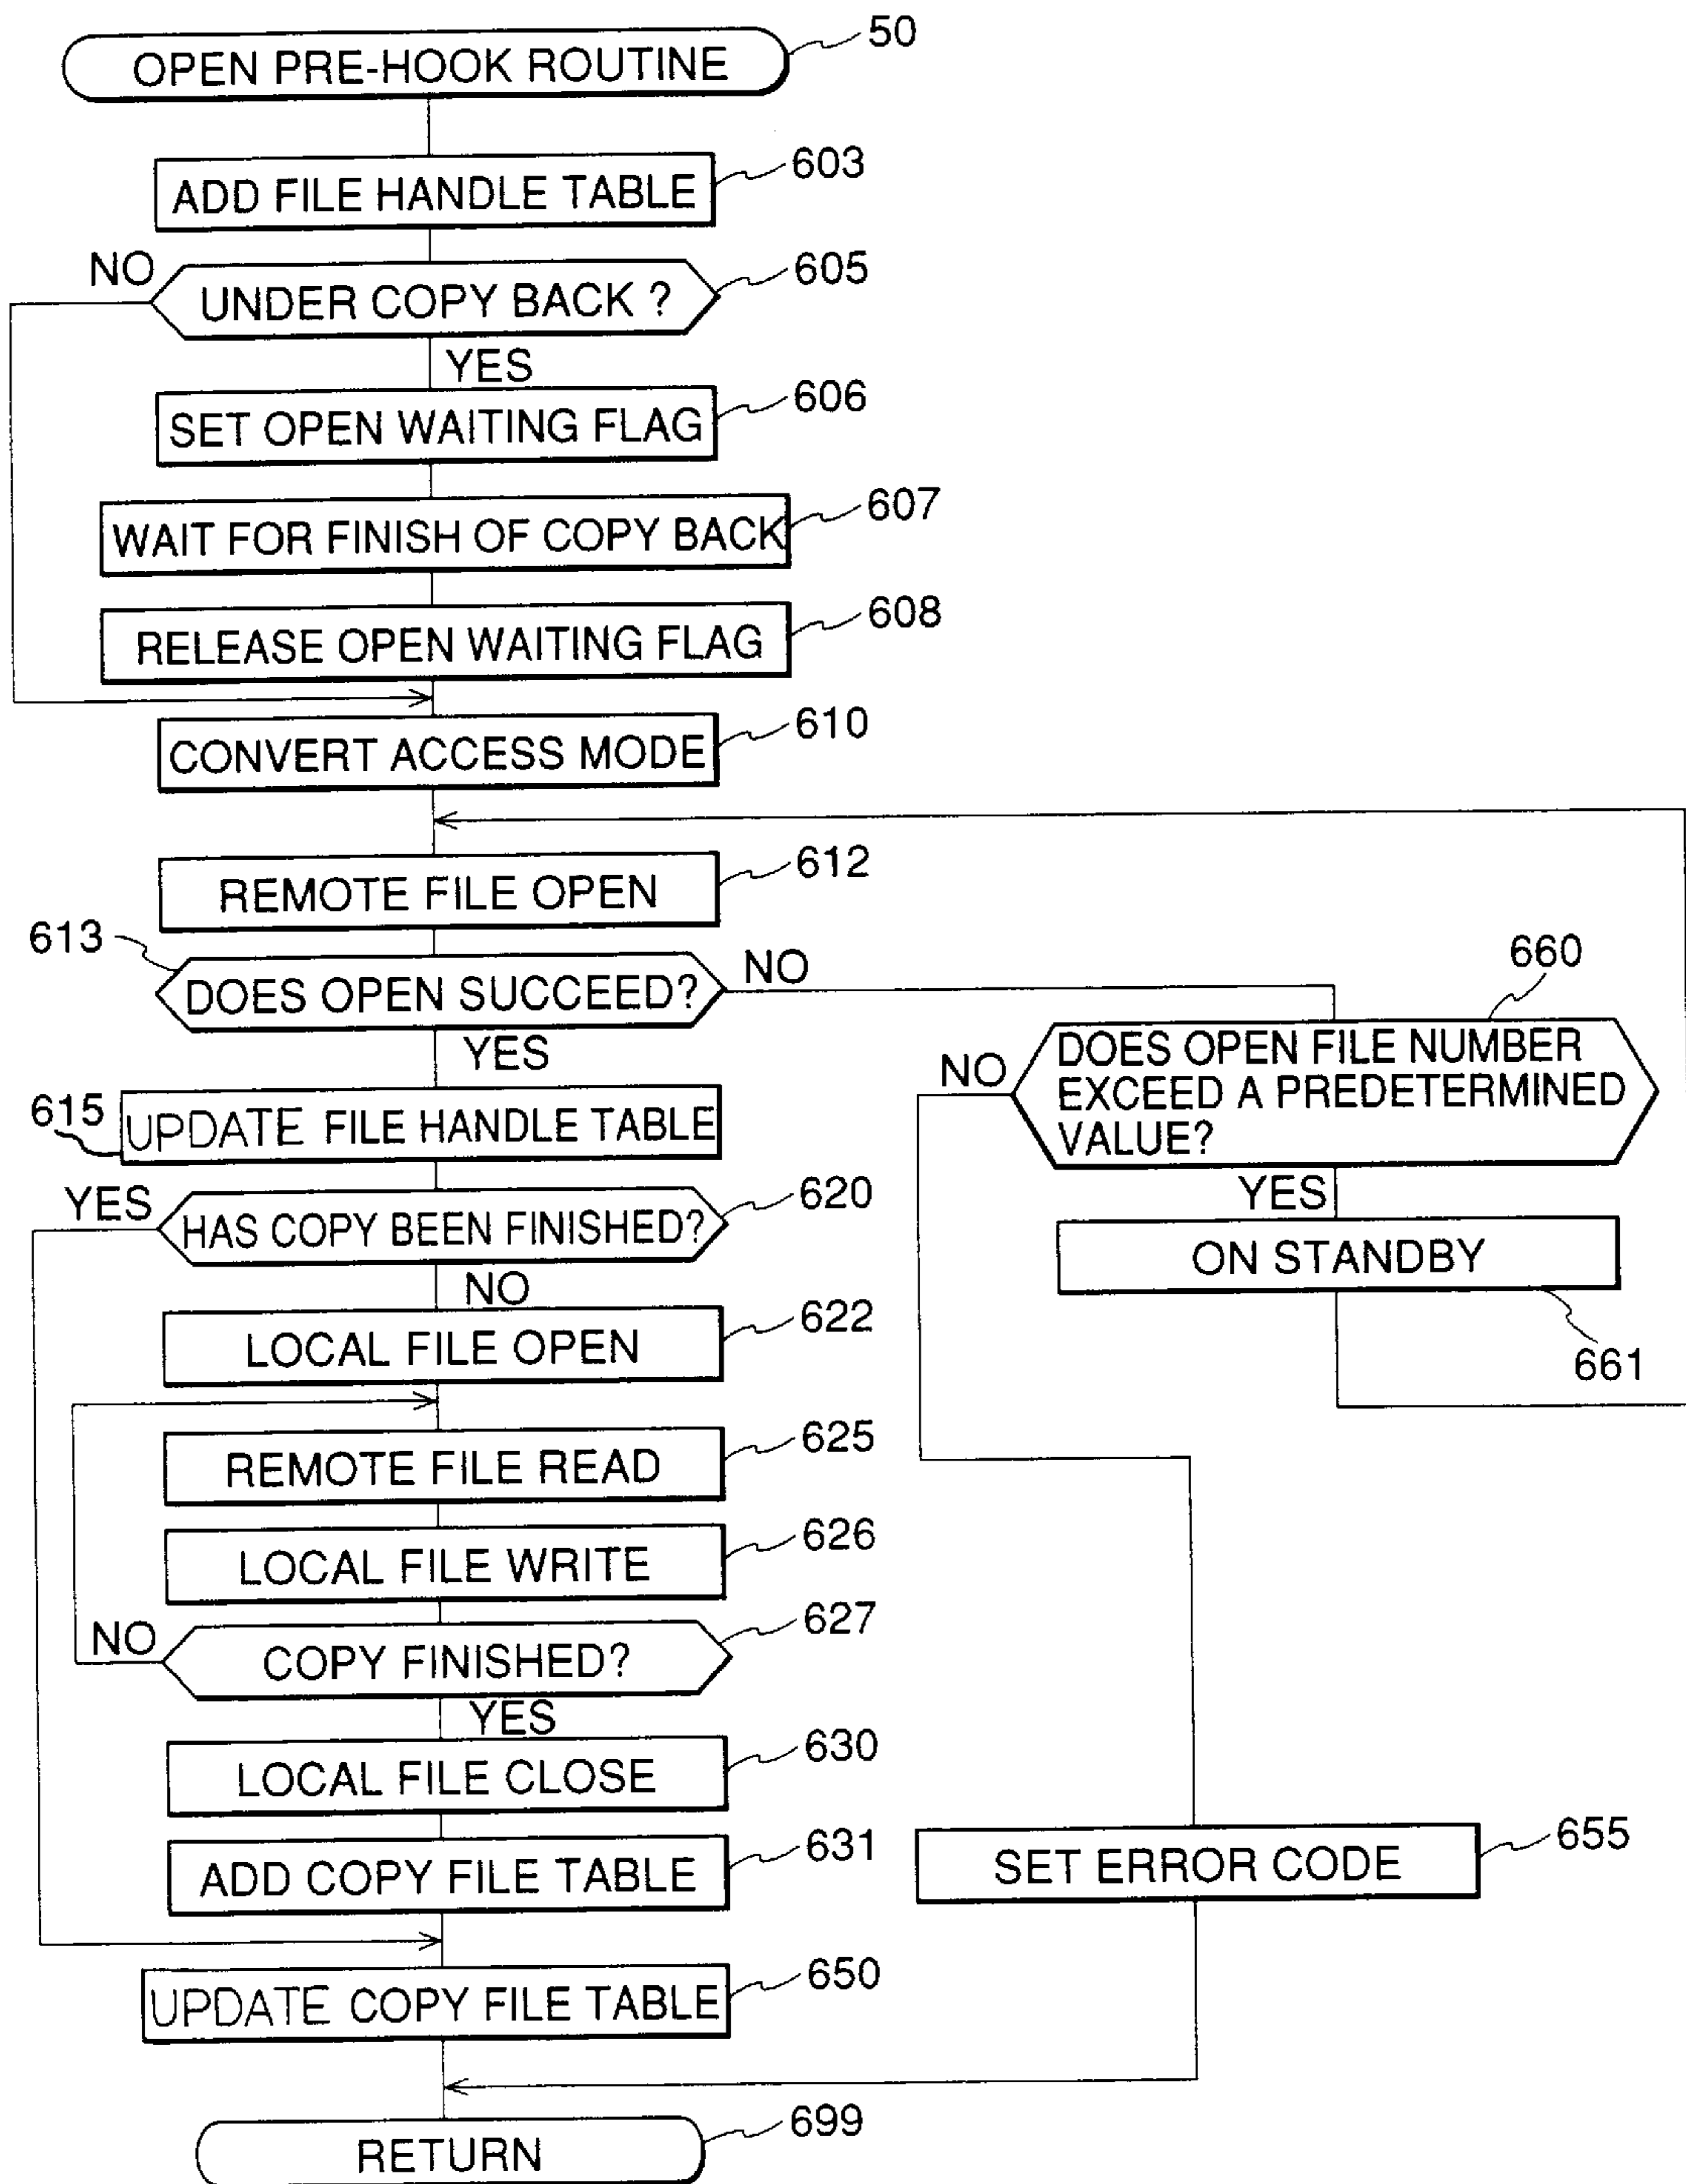 OPEN PRE-HOOK ROUTINE
50
ADD FILE HANDLE TABLE
603
NO
UNDER COPY BACK ?
605
YES
SET OPEN WAITING FLAG
606
WAIT FOR FINISH OF COPY BACK
607
RELEASE OPEN WAITING FLAG
608
CONVERT ACCESS MODE
610
REMOTE FILE OPEN
612
613
DOES OPEN SUCCEED?
NO
YES
660
NO
DOES OPEN FILE NUMBER
EXCEED A PREDETERMINED
VALUE?
YES
ON STANDBY
661
615
UPDATE FILE HANDLE TABLE
YES
HAS COPY BEEN FINISHED?
620
NO
LOCAL FILE OPEN
622
REMOTE FILE READ
625
LOCAL FILE WRITE
626
NO
COPY FINISHED?
627
YES
LOCAL FILE CLOSE
630
ADD COPY FILE TABLE
631
SET ERROR CODE
655
UPDATE COPY FILE TABLE
650
RETURN
699